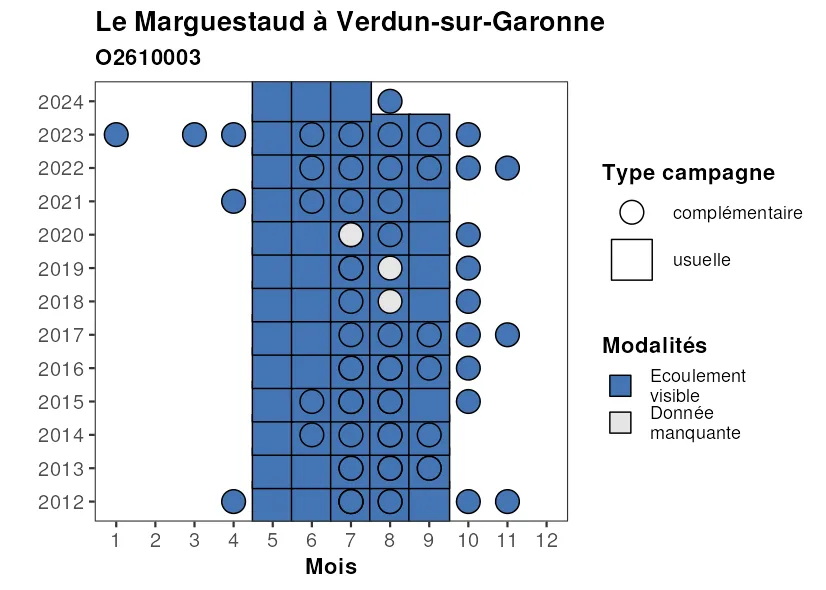 Le Marguestaud à Verdun-sur-Garonne
O2610003
2024
2023
2022
2021
2020
2019
2018
2017
2016
2015
2014
2013
2012
1 2 3 4 5 6 7 8 9 10 11 12
Mois
Type campagne
complémentaire
usuelle
Modalités
Ecoulement
visible
Donnée
manquante